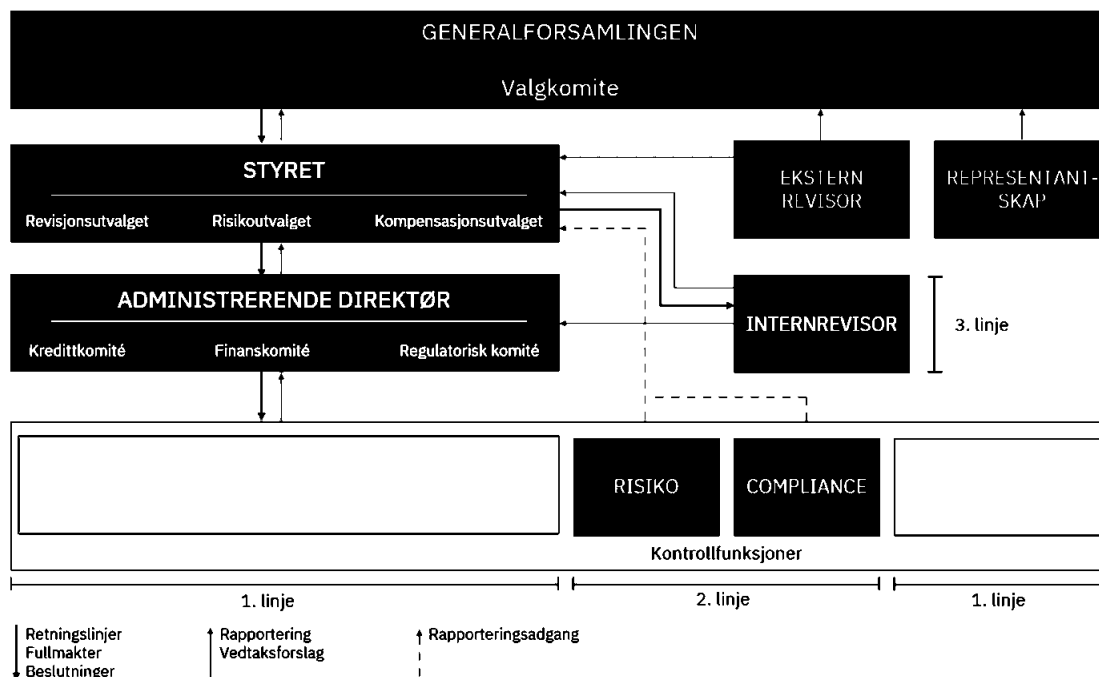 GENERALFORSAMLINGEN
Valgkomite
STYRET
Revisjonsutvalget Risikoutvalget Kompensasjonsutvalget
EKSTERN
REVISOR
REPRESENTANT-
SKAP
ADMINISTRERENDE DIREKTØR
Kredittkomité Finanskomité Regulatorisk komité
INTERNREVISOR
3. linje
RISIKO
COMPLIANCE
Kontrollfunksjoner
1. linje
2. linje
1. linje
Retningslinjer
Fullmakter
Beslutninger
Rapportering
Vedtaksforslag
Rapporteringsadgang